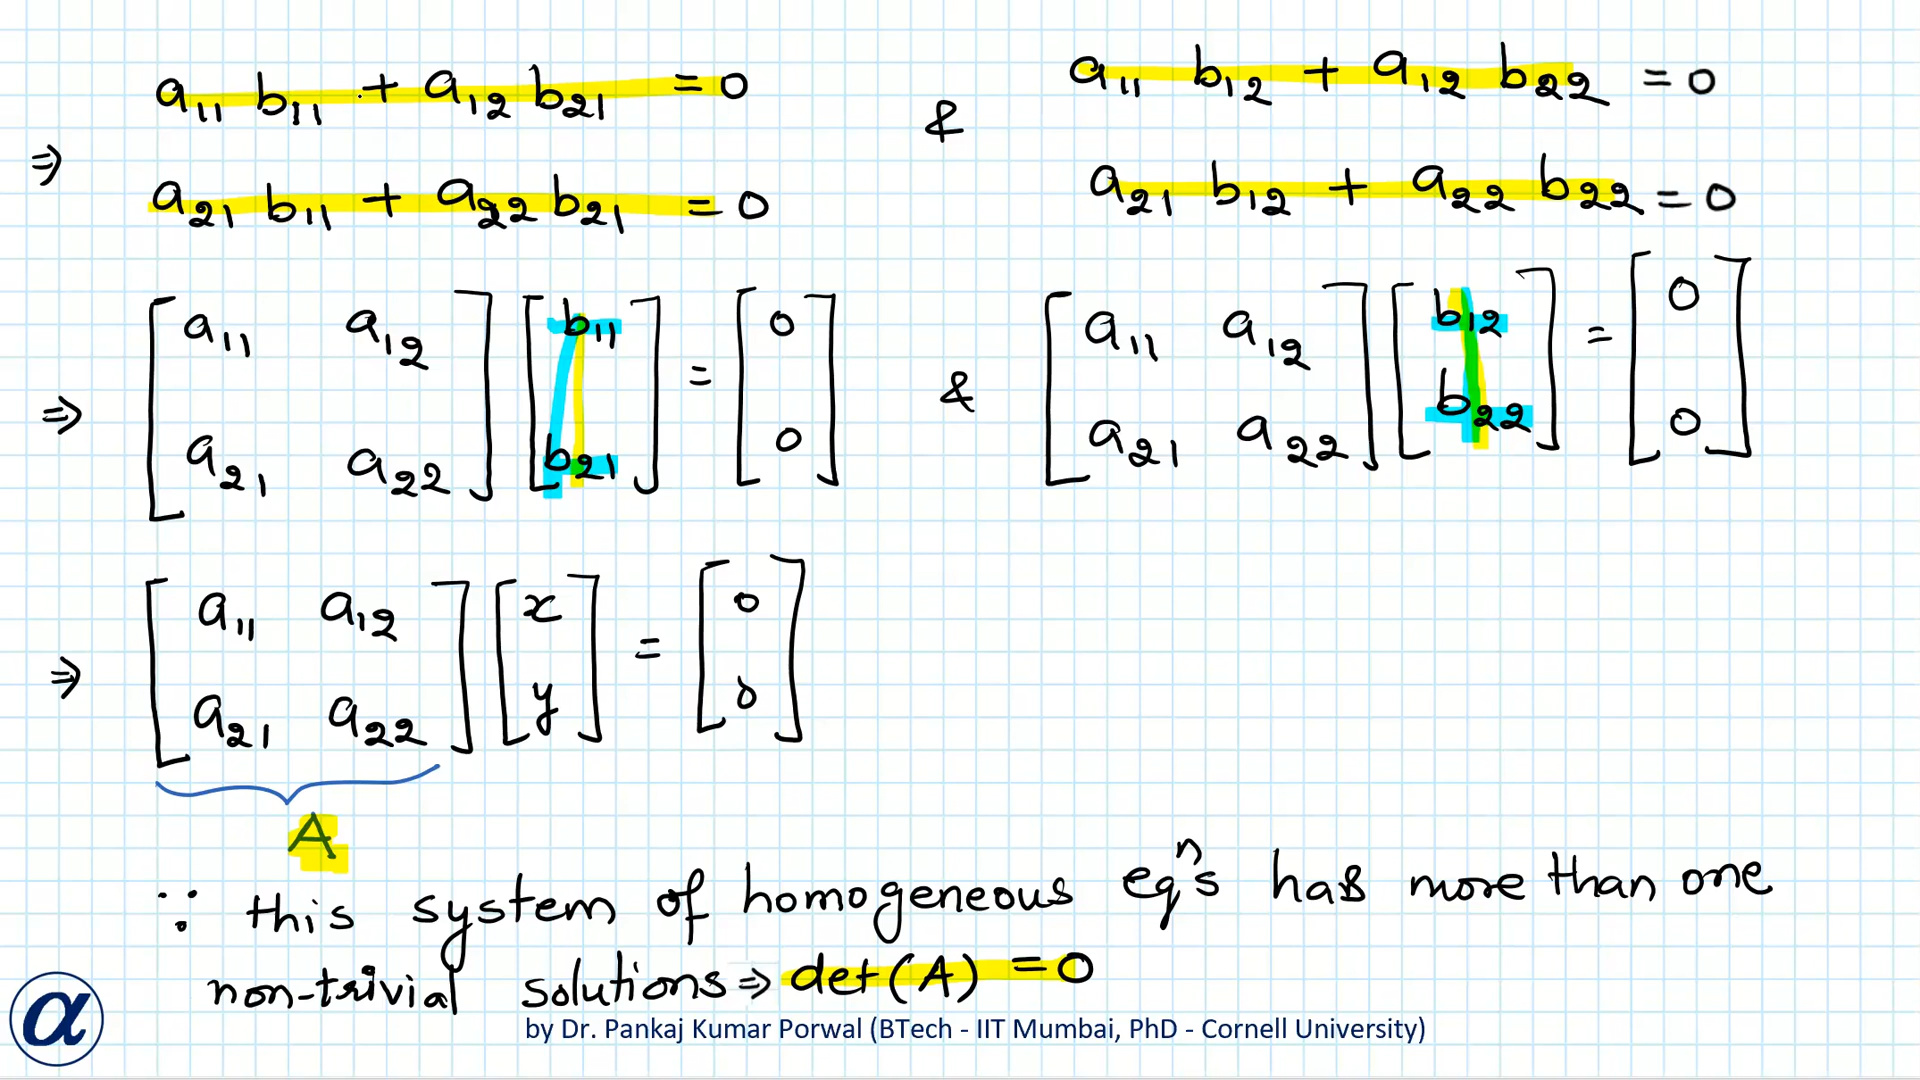 a₁₁ b₁₁ + a₁₂ b₂₁ = 0 & a₁₁ b₁₂ + a₁₂ b₂₂ = 0
⇒ a₂₁ b₁₁ + a₂₂ b₂₁ = 0 a₂₁ b₁₂ + a₂₂ b₂₂ = 0
⇒ [a₁₁ a₁₂; a₂₁ a₂₂] [b₁₁; b₂₁] = [0; 0] & [a₁₁ a₁₂; a₂₁ a₂₂] [b₁₂; b₂₂] = [0; 0]
⇒ [a₁₁ a₁₂; a₂₁ a₂₂] [x; y] = [0; 0]
A
∵ this system of homogeneous eqⁿs has more than one
non-trivial solutions ⇒ det(A) = 0
α
by Dr. Pankaj Kumar Porwal (BTech - IIT Mumbai, PhD - Cornell University)